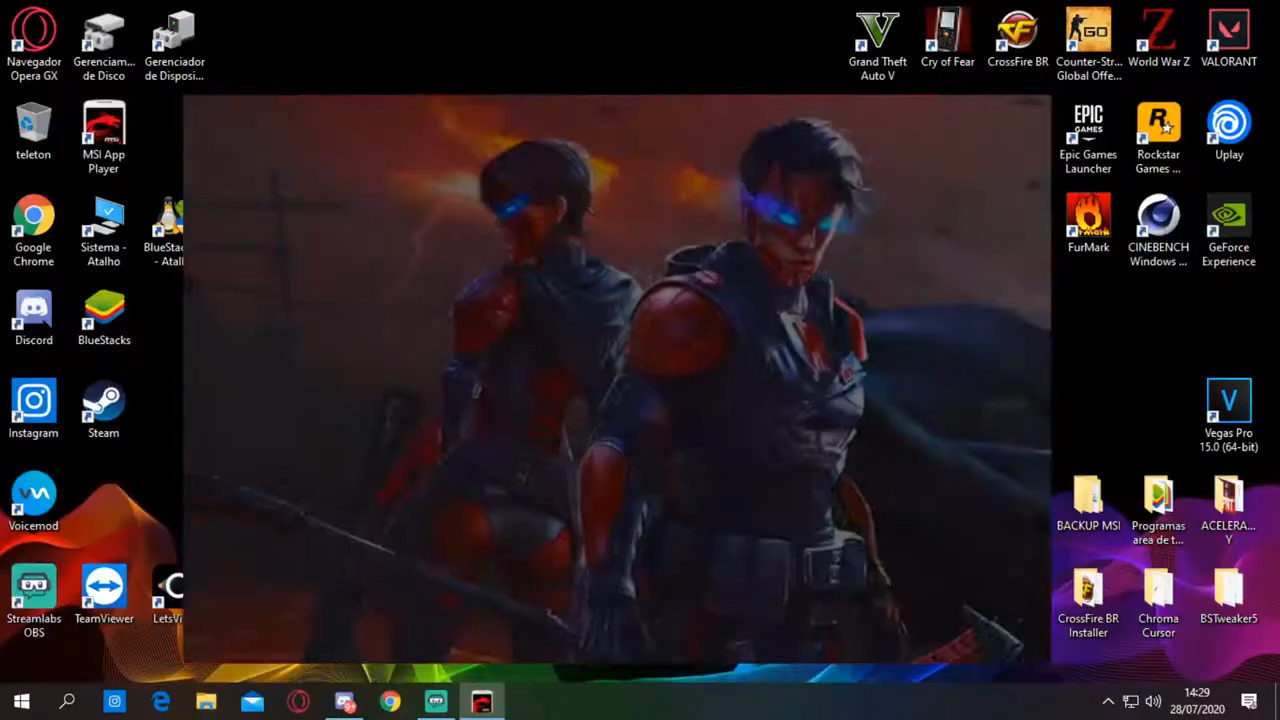 Navegador
Opera GX
Gerenciam...
de Disco
Gerenciador
de Disposi...
Grand Theft
Auto V
Cry of Fear
CrossFire BR
Counter-Str...
Global Offe...
World War Z
VALORANT
teleton
MSI App
Player
Epic Games
Launcher
Rockstar
Games ...
Uplay
Google
Chrome
Sistema -
Atalho
BlueStac
- Atall
FurMark
CINEBENCH
Windows ...
GeForce
Experience
Discord
BlueStacks
Instagram
Steam
Vegas Pro
15.0 (64-bit)
Voicemod
BACKUP MSI
Programas
area de t...
ACELERA...
Y
Streamlabs
OBS
TeamViewer
LetsVi
CrossFire BR
Installer
Chroma
Cursor
BSTweaker5
14:29
28/07/2020